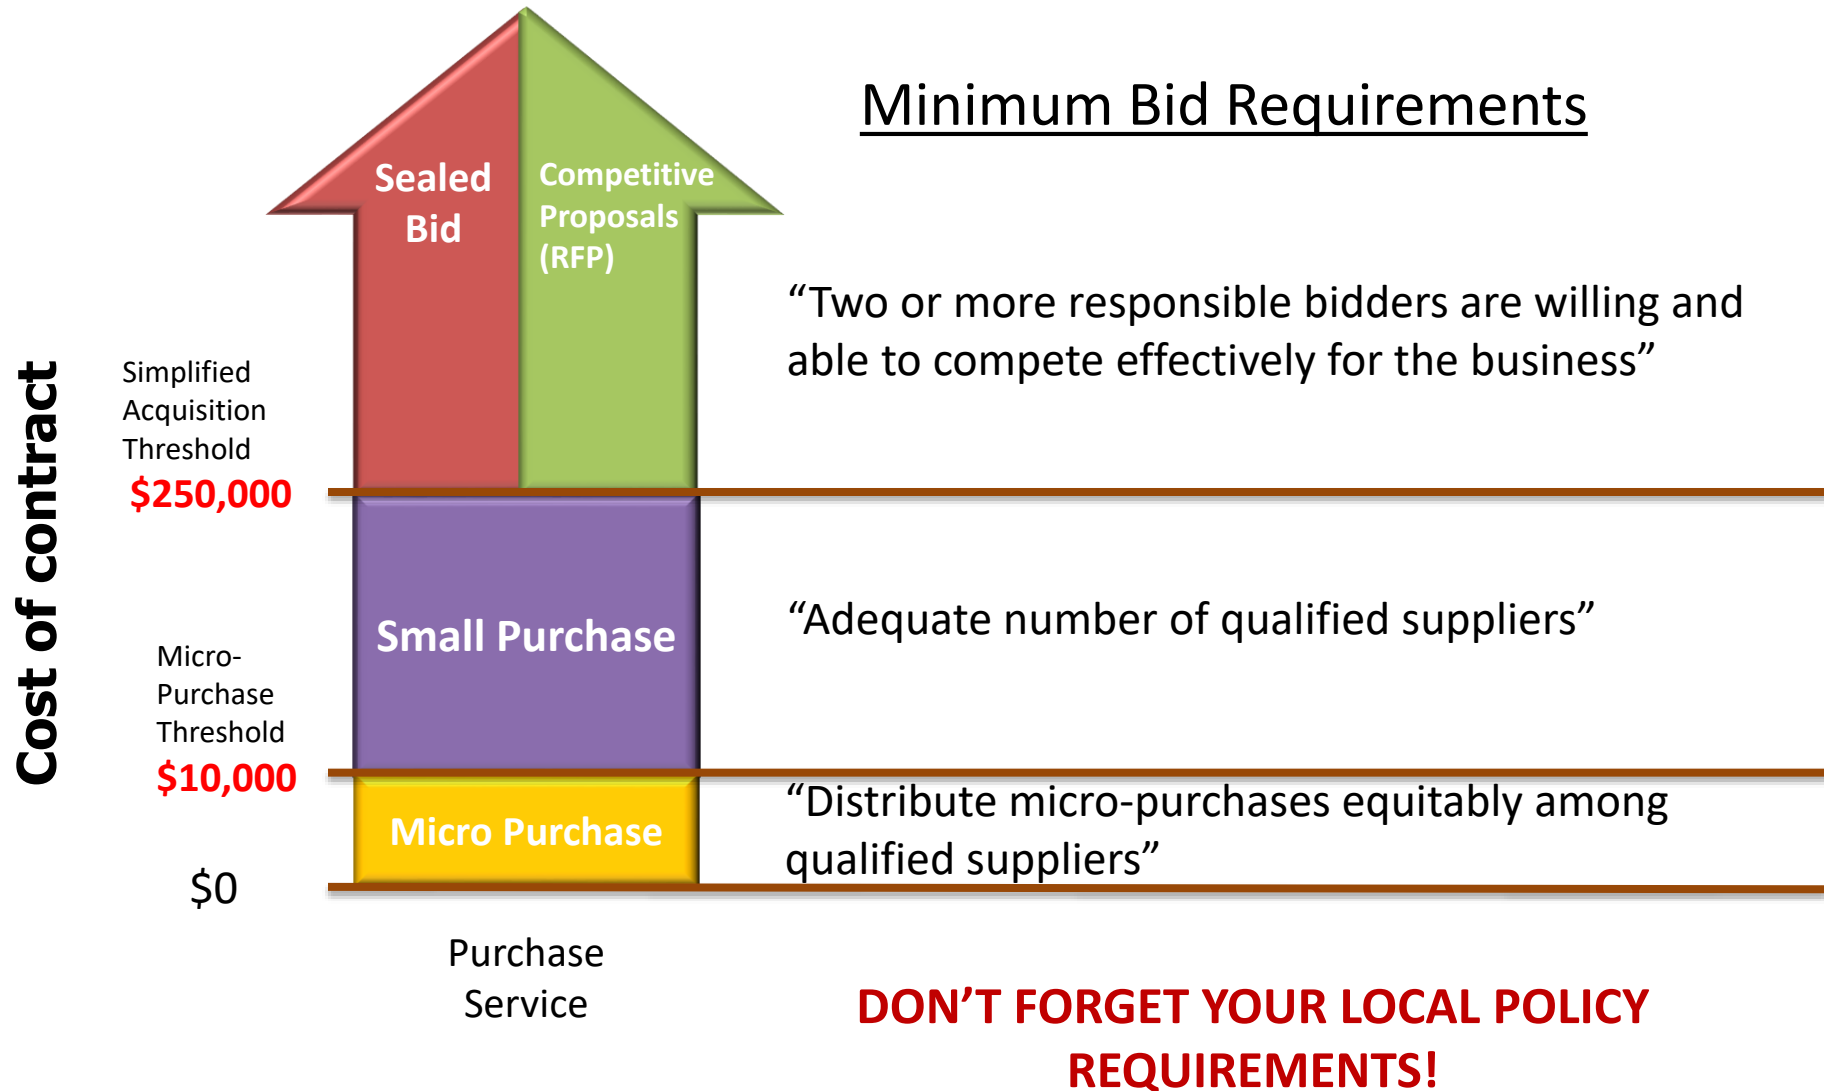 Minimum Bid Requirements
Sealed
Bid
Competitive
Proposals
(RFP)
“Two or more responsible bidders are willing and
able to compete effectively for the business”
Cost of contract
Simplified
Acquisition
Threshold
$250,000
Small Purchase
“Adequate number of qualified suppliers”
Micro-
Purchase
Threshold
$10,000
Micro Purchase
“Distribute micro-purchases equitably among
qualified suppliers”
$0
Purchase
Service
DON’T FORGET YOUR LOCAL POLICY
REQUIREMENTS!